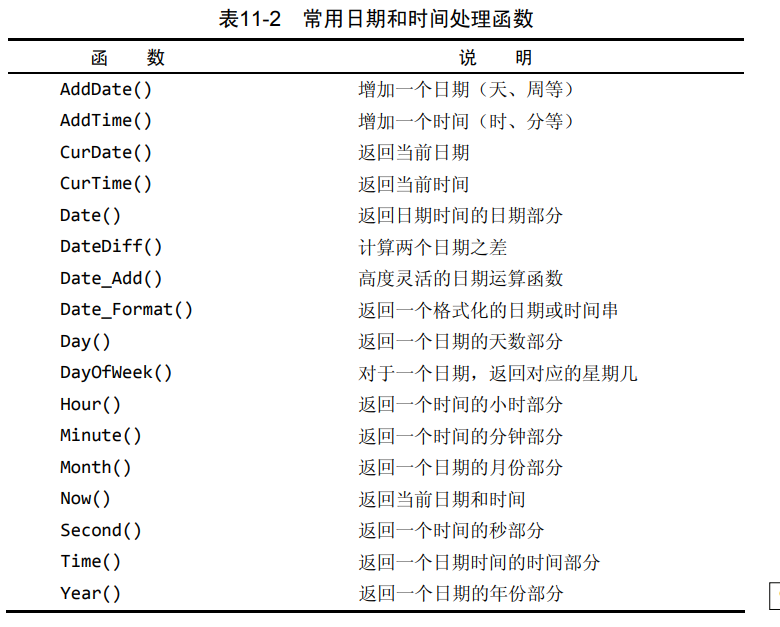 表11-2 常用日期和时间处理函数
函 数 说 明
AddDate() 增加一个日期（天、周等）
AddTime() 增加一个时间（时、分等）
CurDate() 返回当前日期
CurTime() 返回当前时间
Date() 返回日期时间的日期部分
DateDiff() 计算两个日期之差
Date_Add() 高度灵活的日期运算函数
Date_Format() 返回一个格式化的日期或时间串
Day() 返回一个日期的天数部分
DayOfWeek() 对于一个日期，返回对应的星期几
Hour() 返回一个时间的小时部分
Minute() 返回一个时间的分钟部分
Month() 返回一个日期的月份部分
Now() 返回当前日期和时间
Second() 返回一个时间的秒部分
Time() 返回一个日期时间的时间部分
Year() 返回一个日期的年份部分